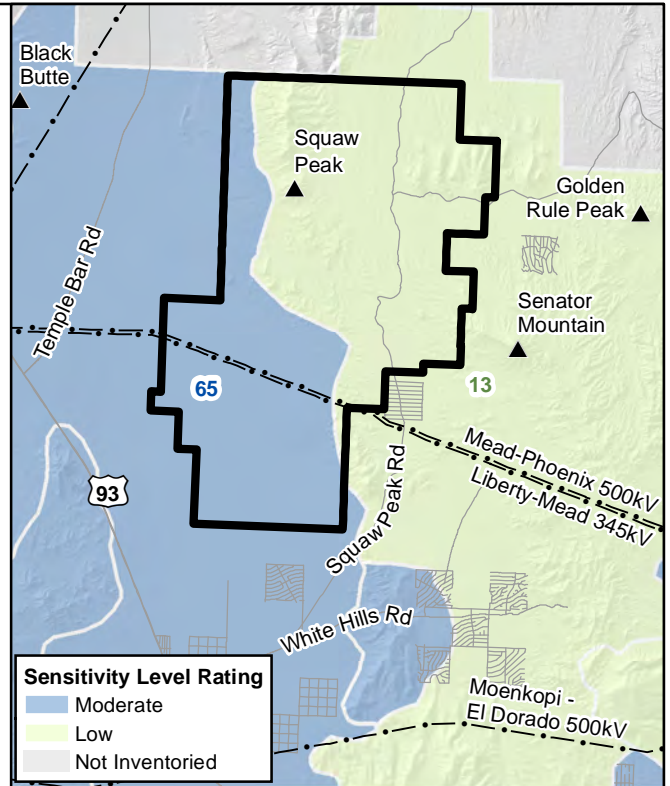 Black
Butte
Squaw
Peak
Golden
Rule Peak
Temple Bar Rd
Senator
Mountain
65
13
93
Mead-Phoenix 500kV
Liberty-Mead 345kV
Squaw Peak Rd
White Hills Rd
Moenkopi -
El Dorado 500kV
Sensitivity Level Rating
Moderate
Low
Not Inventoried